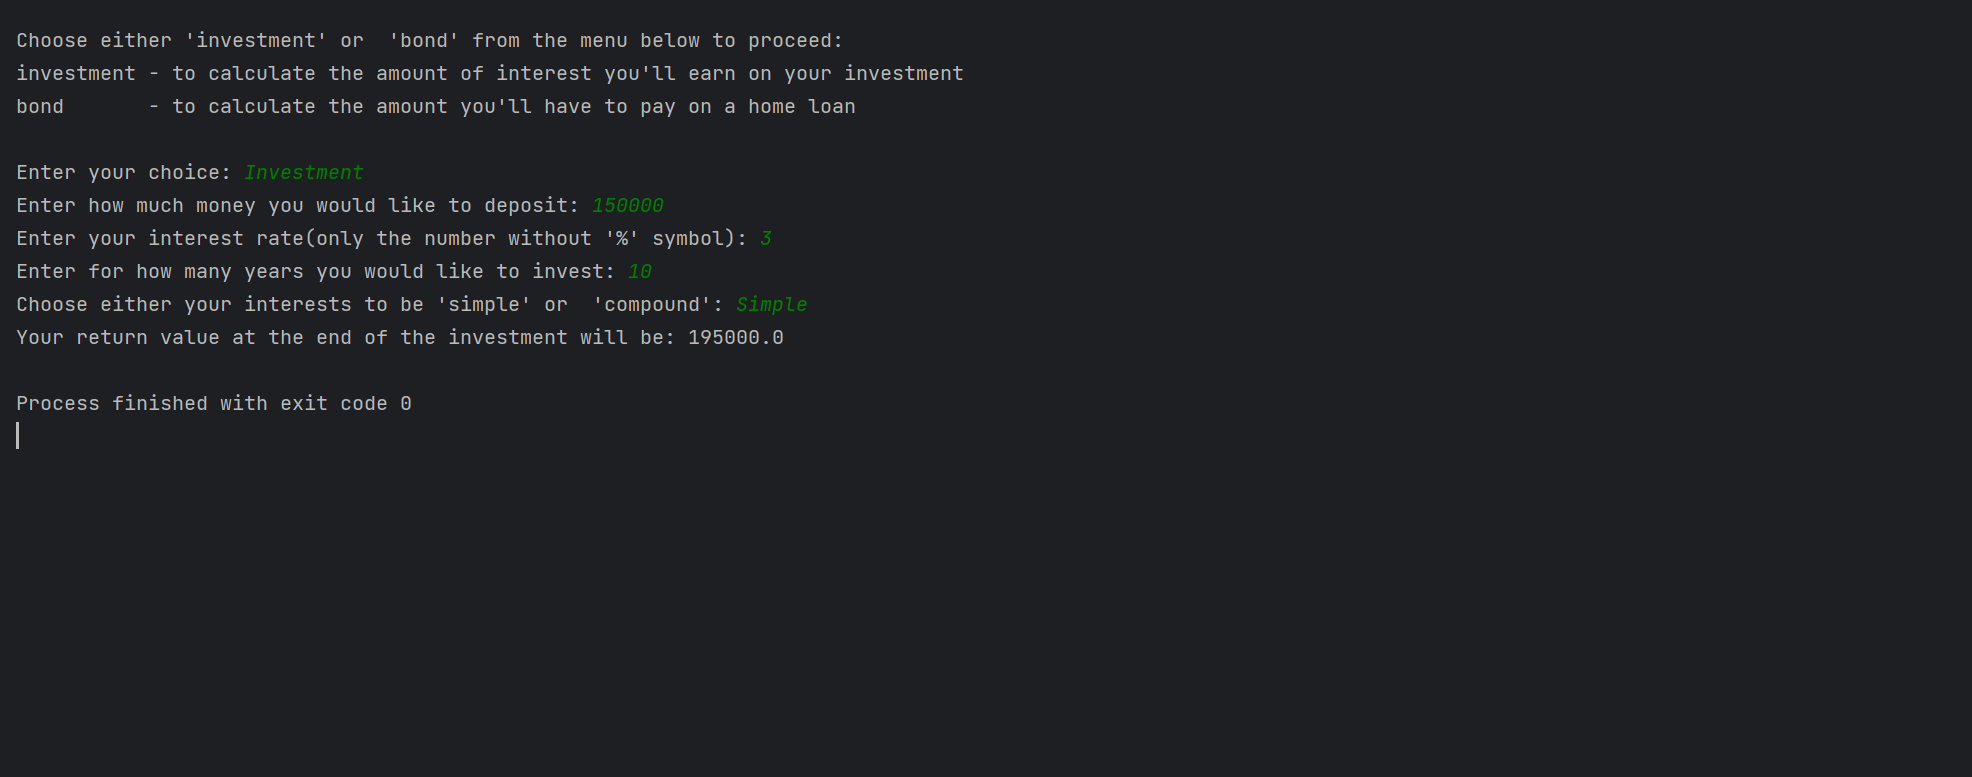 Choose either 'investment' or  'bond' from the menu below to proceed:
investment - to calculate the amount of interest you'll earn on your investment
bond       - to calculate the amount you'll have to pay on a home loan
Enter your choice: Investment
Enter how much money you would like to deposit: 150000
Enter your interest rate(only the number without '%' symbol): 3
Enter for how many years you would like to invest: 10
Choose either your interests to be 'simple' or  'compound': Simple
Your return value at the end of the investment will be: 195000.0
Process finished with exit code 0